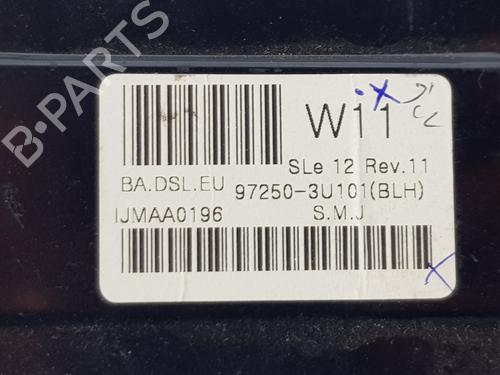 W11
SLe 12 Rev.11
BA.DSL.EU 97250-3U101(BLH)
IJMAA0196 S.M.J
B-PARTS